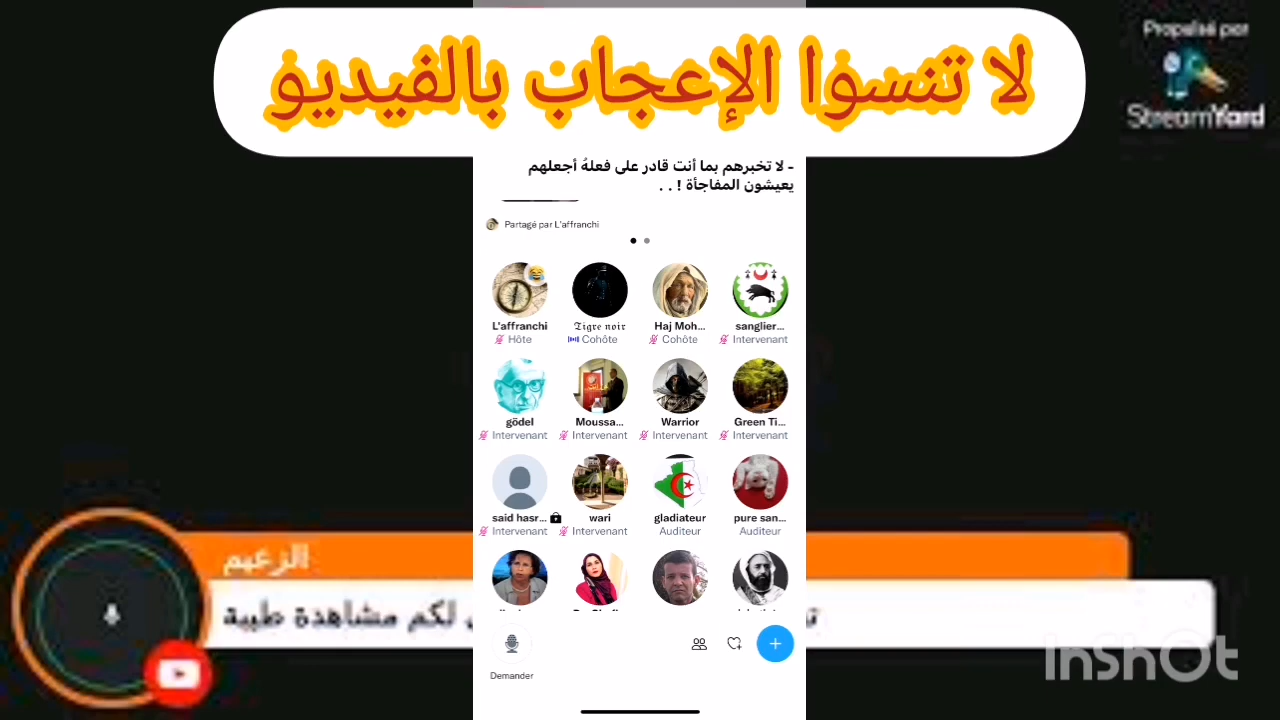 لا تنسوا الإعجاب بالفيديو
Propulsé par
StreamYard
- لا تخبرهم بما أنت قادر على فعلهُ أجعلهم
يعيشون المفاجأة ! . .
Partagé par L'affranchi
L'affranchi
𝔗𝔦𝔤𝔯𝔢 𝔫𝔬𝔦𝔯
Haj Moh...
sanglier...
Hôte
Cohôte
Cohôte
Intervenant
gödel
Moussa...
Warrior
Green Ti...
Intervenant
Intervenant
Intervenant
Intervenant
said hasr...
wari
gladiateur
pure san...
Intervenant
Intervenant
Auditeur
Auditeur
الزعيم
لكم مشاهدة طيبة
Demander
InShOt